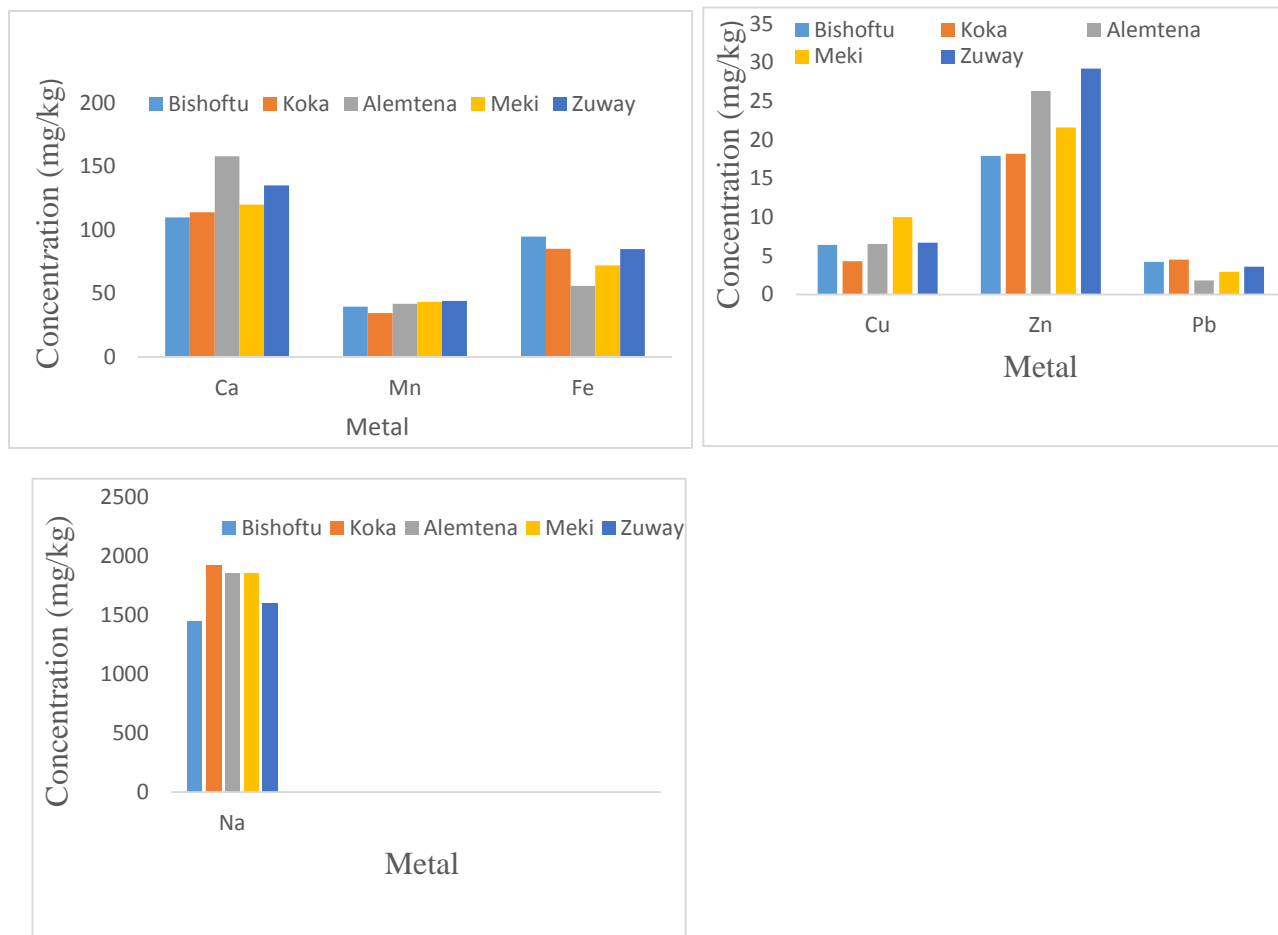 Concentration (mg/kg)
200
150
100
50
0
Bishoftu Koka Alemtena Meki Zuway
Ca Mn Fe
Metal
Concentration (mg/kg)
35
30
25
20
15
10
5
0
Bishoftu Koka Alemtena
Meki Zuway
Cu Zn Pb
Metal
Concentration (mg/kg)
2500
2000
1500
1000
500
0
Bishoftu Koka Alemtena Meki Zuway
Na
Metal